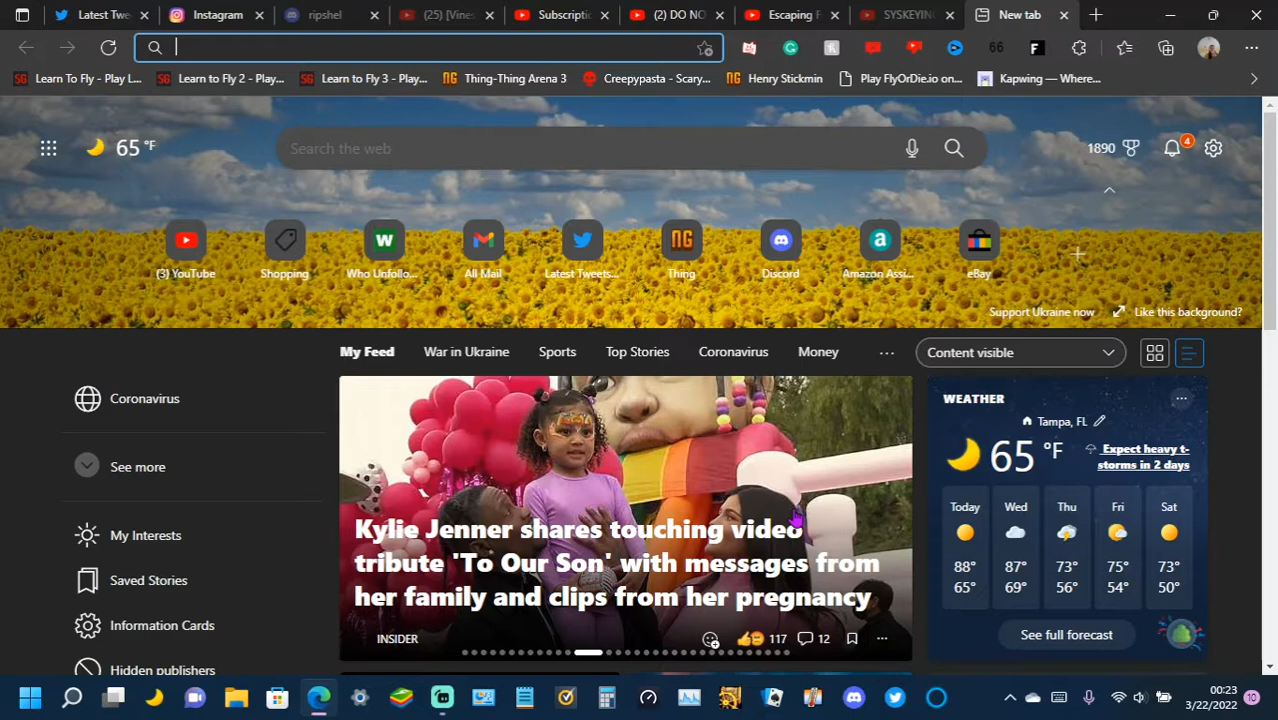 Latest Twe
Instagram
ripshel
(25) [Vines
Subscriptic
(2) DO NO
Escaping F
SYSKEYING
New tab
66
Learn To Fly - Play L...
Learn to Fly 2 - Play...
Learn to Fly 3 - Play...
Thing-Thing Arena 3
Creepypasta - Scary...
Henry Stickmin
Play FlyOrDie.io on...
Kapwing — Where...
65 °F
Search the web
1890
4
(3) YouTube
Shopping
Who Unfollo...
All Mail
Latest Tweets...
Thing
Discord
Amazon Assi...
eBay
Support Ukraine now
Like this background?
My Feed
War in Ukraine
Sports
Top Stories
Coronavirus
Money
Content visible
Coronavirus
See more
My Interests
Saved Stories
Information Cards
Hidden publishers
Kylie Jenner shares touching video
tribute 'To Our Son' with messages from
her family and clips from her pregnancy
INSIDER
117
12
WEATHER
Tampa, FL
65 °F
Expect heavy t-
storms in 2 days
Today Wed Thu Fri Sat
88° 87° 73° 75° 73°
65° 69° 56° 54° 50°
See full forecast
00:23
3/22/2022
10